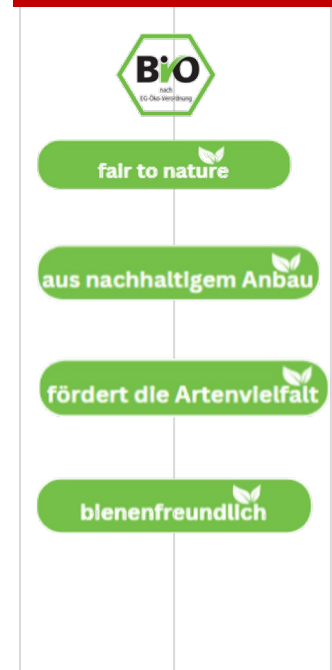 BiO
nach
EG-Öko-Verordnung
fair to nature
aus nachhaltigem Anbau
fördert die Artenvielfalt
bienenfreundlich